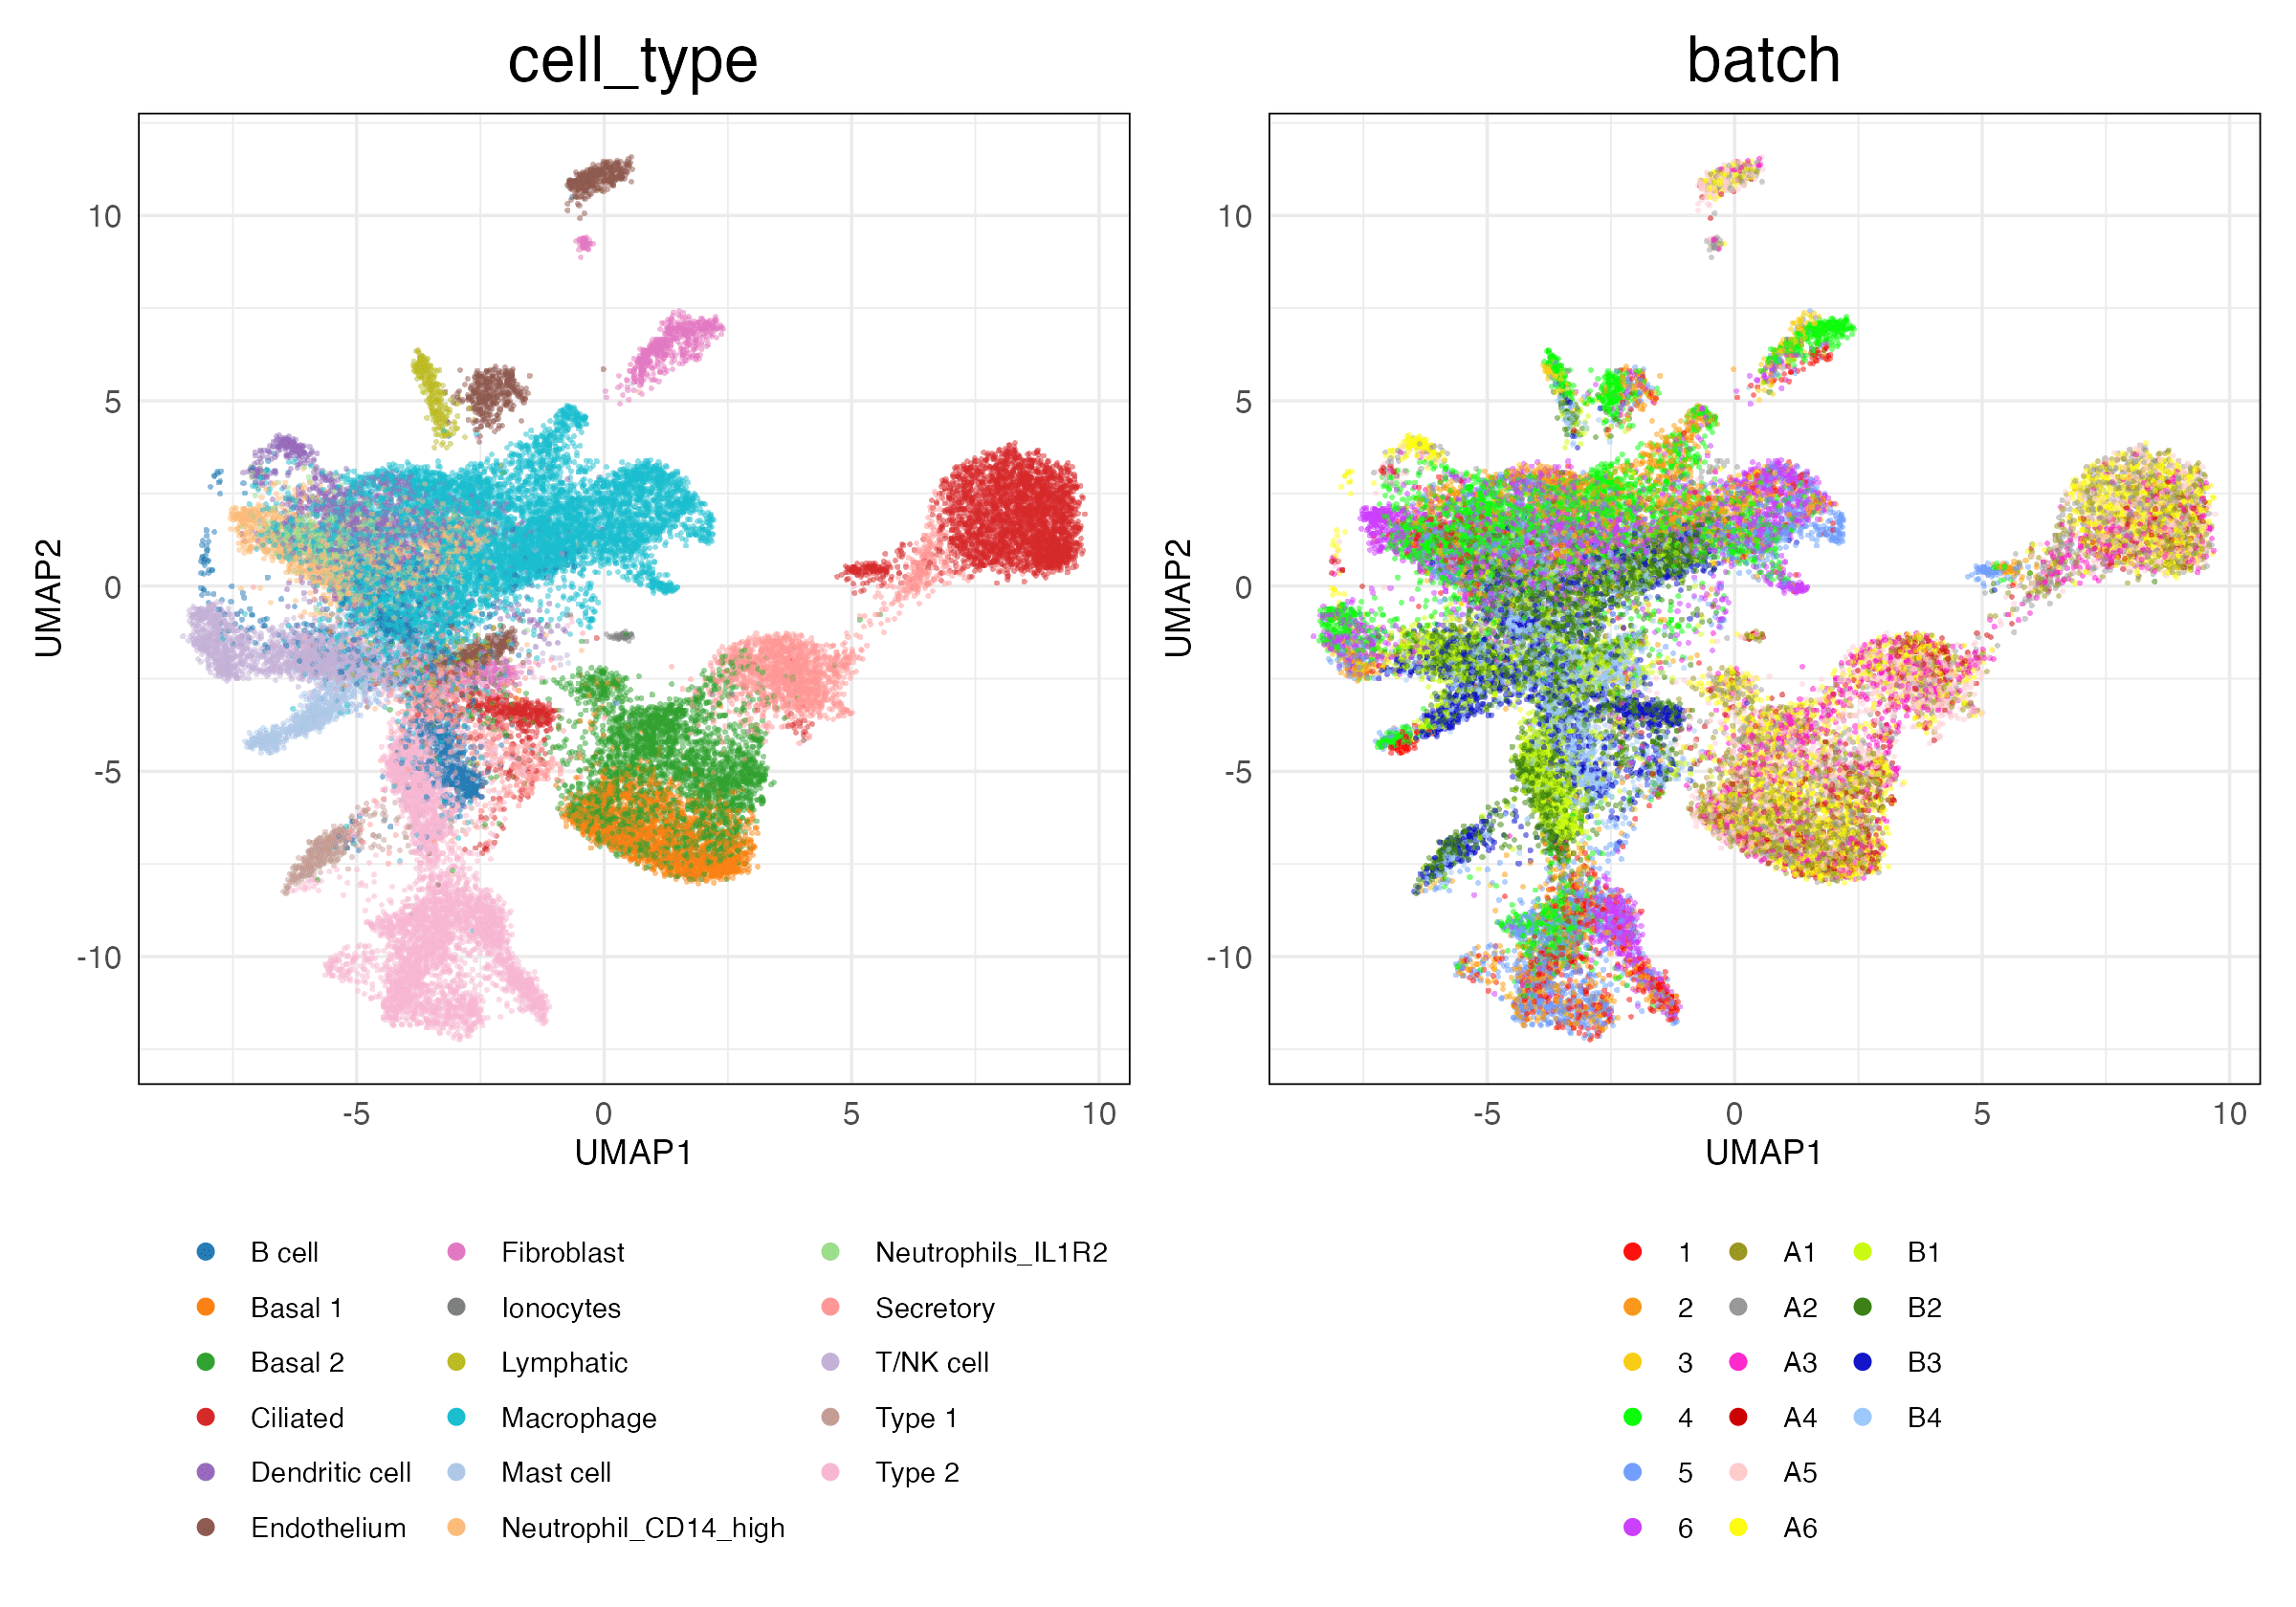 cell_type
10
5
0
-5
-10
UMAP2
-5 0 5 10
UMAP1
B cell Fibroblast Neutrophils_IL1R2
Basal 1 Ionocytes Secretory
Basal 2 Lymphatic T/NK cell
Ciliated Macrophage Type 1
Dendritic cell Mast cell Type 2
Endothelium Neutrophil_CD14_high
batch
10
5
0
-5
-10
UMAP2
-5 0 5 10
UMAP1
1 A1 B1
2 A2 B2
3 A3 B3
4 A4 B4
5 A5
6 A6